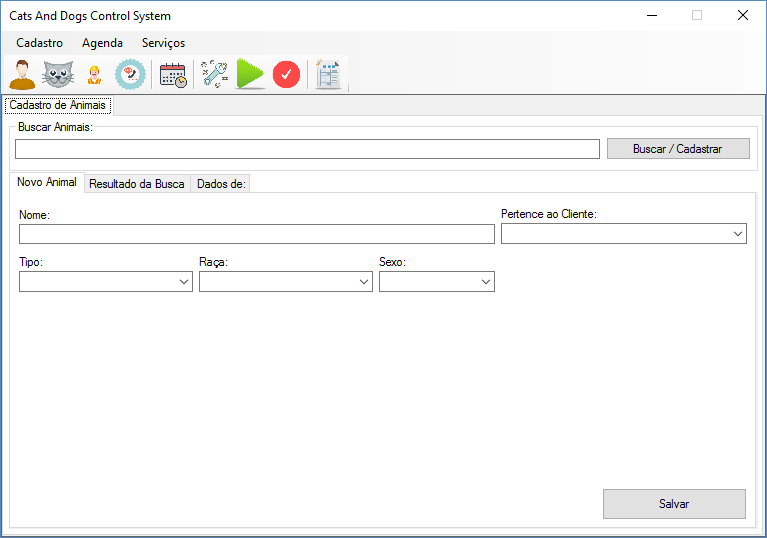 Cats And Dogs Control System
Cadastro Agenda Serviços
Cadastro de Animais
Buscar Animais:
Buscar / Cadastrar
Novo Animal Resultado da Busca Dados de:
Nome: Pertence ao Cliente:
Tipo: Raça: Sexo:
Salvar